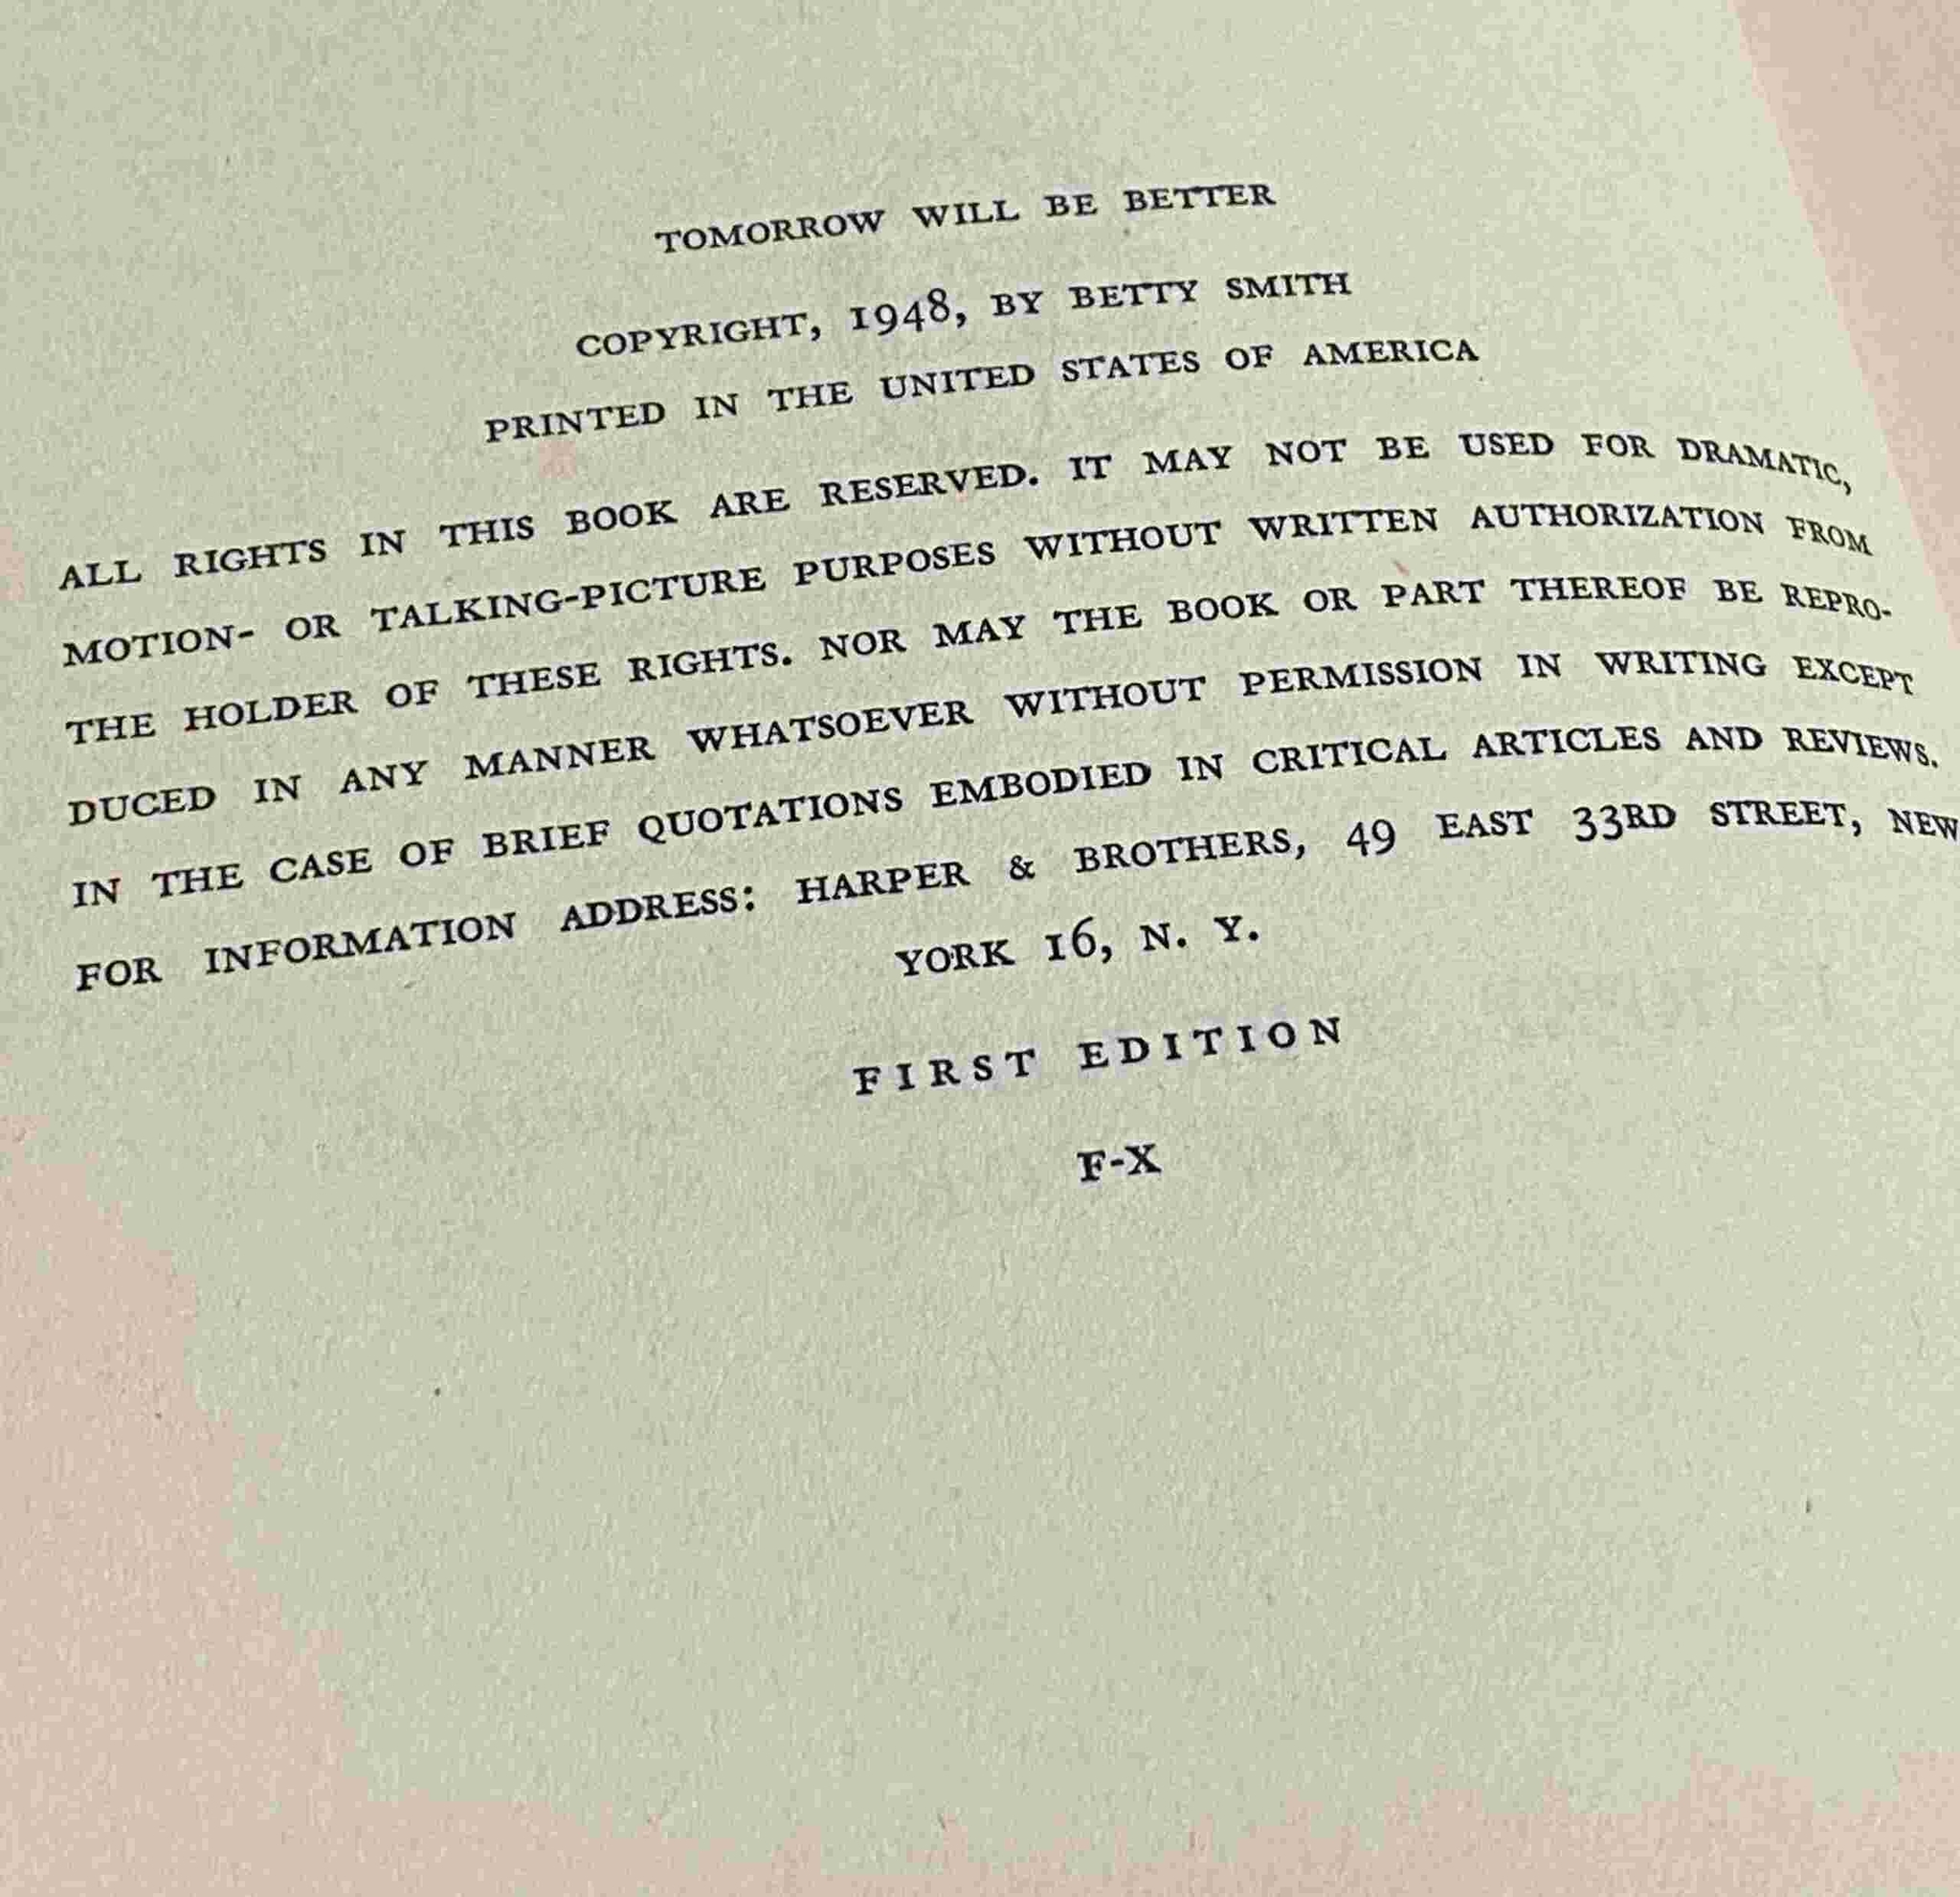 TOMORROW WILL BE BETTER
COPYRIGHT, 1948, BY BETTY SMITH
PRINTED IN THE UNITED STATES OF AMERICA
ALL RIGHTS IN THIS BOOK ARE RESERVED. IT MAY NOT BE USED FOR DRAMATIC,
MOTION- OR TALKING-PICTURE PURPOSES WITHOUT WRITTEN AUTHORIZATION FROM
THE HOLDER OF THESE RIGHTS. NOR MAY THE BOOK OR PART THEREOF BE REPRO-
DUCED IN ANY MANNER WHATSOEVER WITHOUT PERMISSION IN WRITING EXCEPT
IN THE CASE OF BRIEF QUOTATIONS EMBODIED IN CRITICAL ARTICLES AND REVIEWS.
FOR INFORMATION ADDRESS: HARPER & BROTHERS, 49 EAST 33RD STREET, NEW
YORK 16, N. Y.
FIRST EDITION
F-X